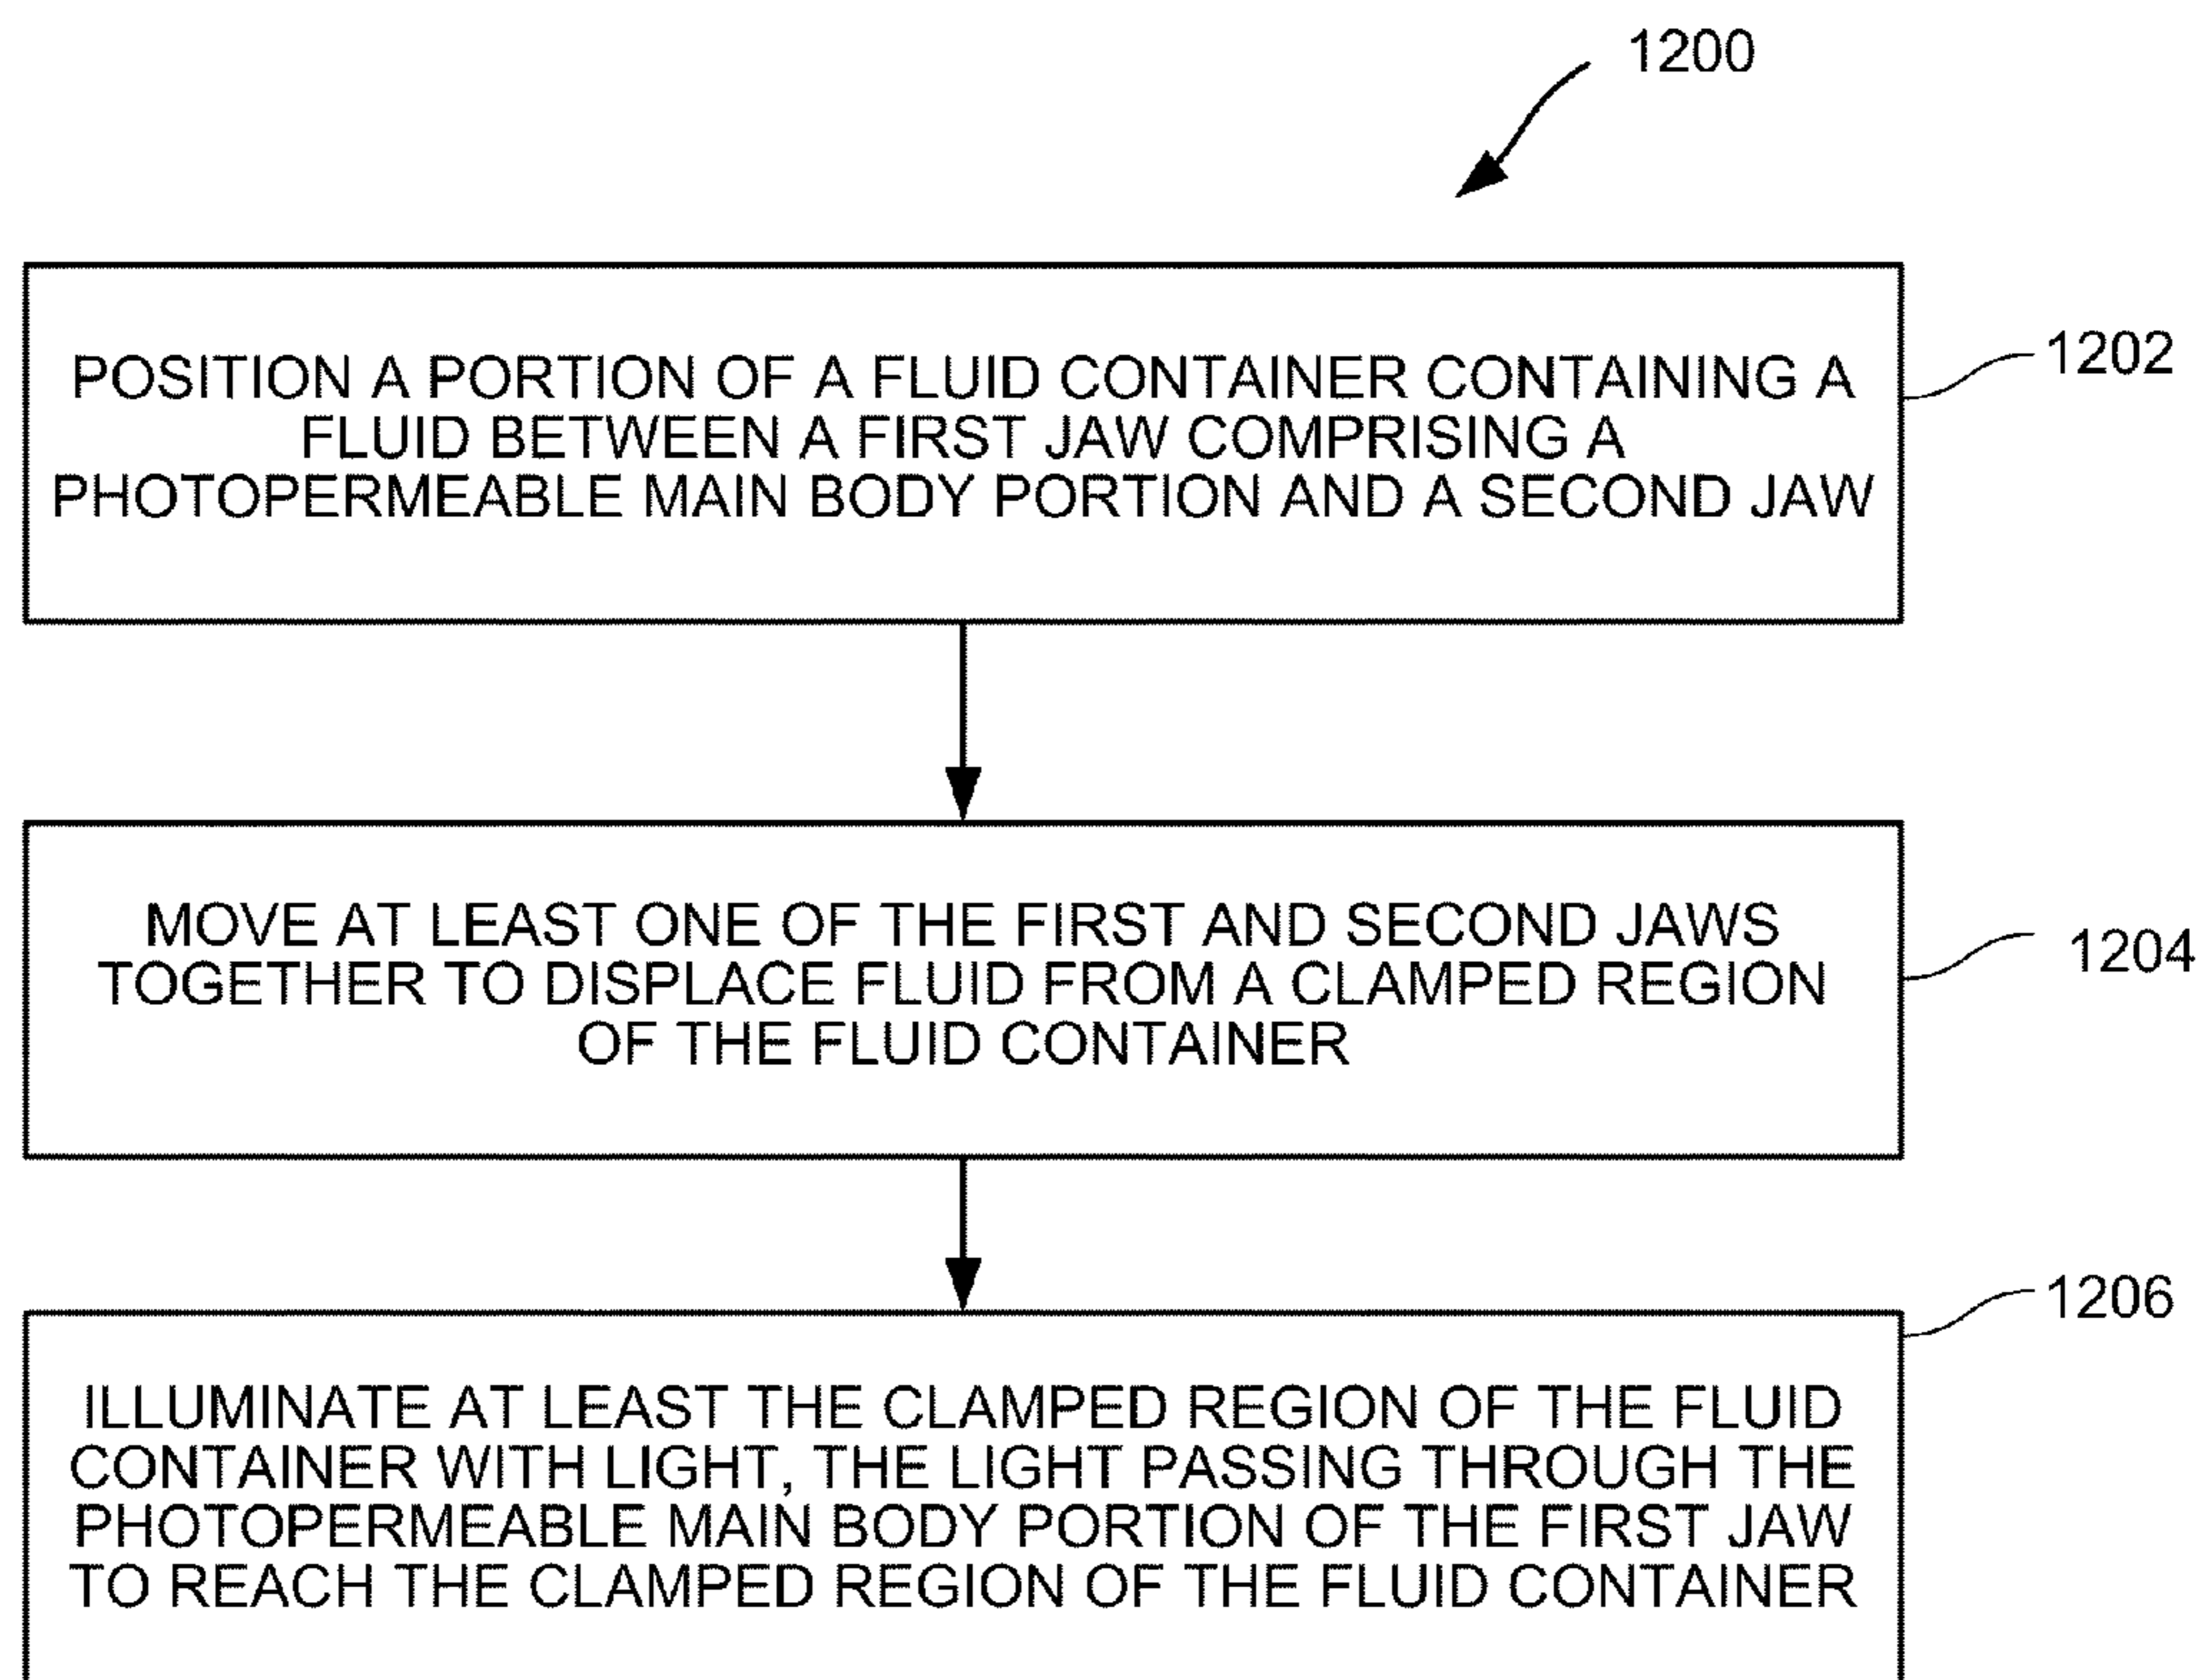 1200
POSITION A PORTION OF A FLUID CONTAINER CONTAINING A
FLUID BETWEEN A FIRST JAW COMPRISING A
PHOTOPERMEABLE MAIN BODY PORTION AND A SECOND JAW
1202
MOVE AT LEAST ONE OF THE FIRST AND SECOND JAWS
TOGETHER TO DISPLACE FLUID FROM A CLAMPED REGION
OF THE FLUID CONTAINER
1204
ILLUMINATE AT LEAST THE CLAMPED REGION OF THE FLUID
CONTAINER WITH LIGHT, THE LIGHT PASSING THROUGH THE
PHOTOPERMEABLE MAIN BODY PORTION OF THE FIRST JAW
TO REACH THE CLAMPED REGION OF THE FLUID CONTAINER
1206